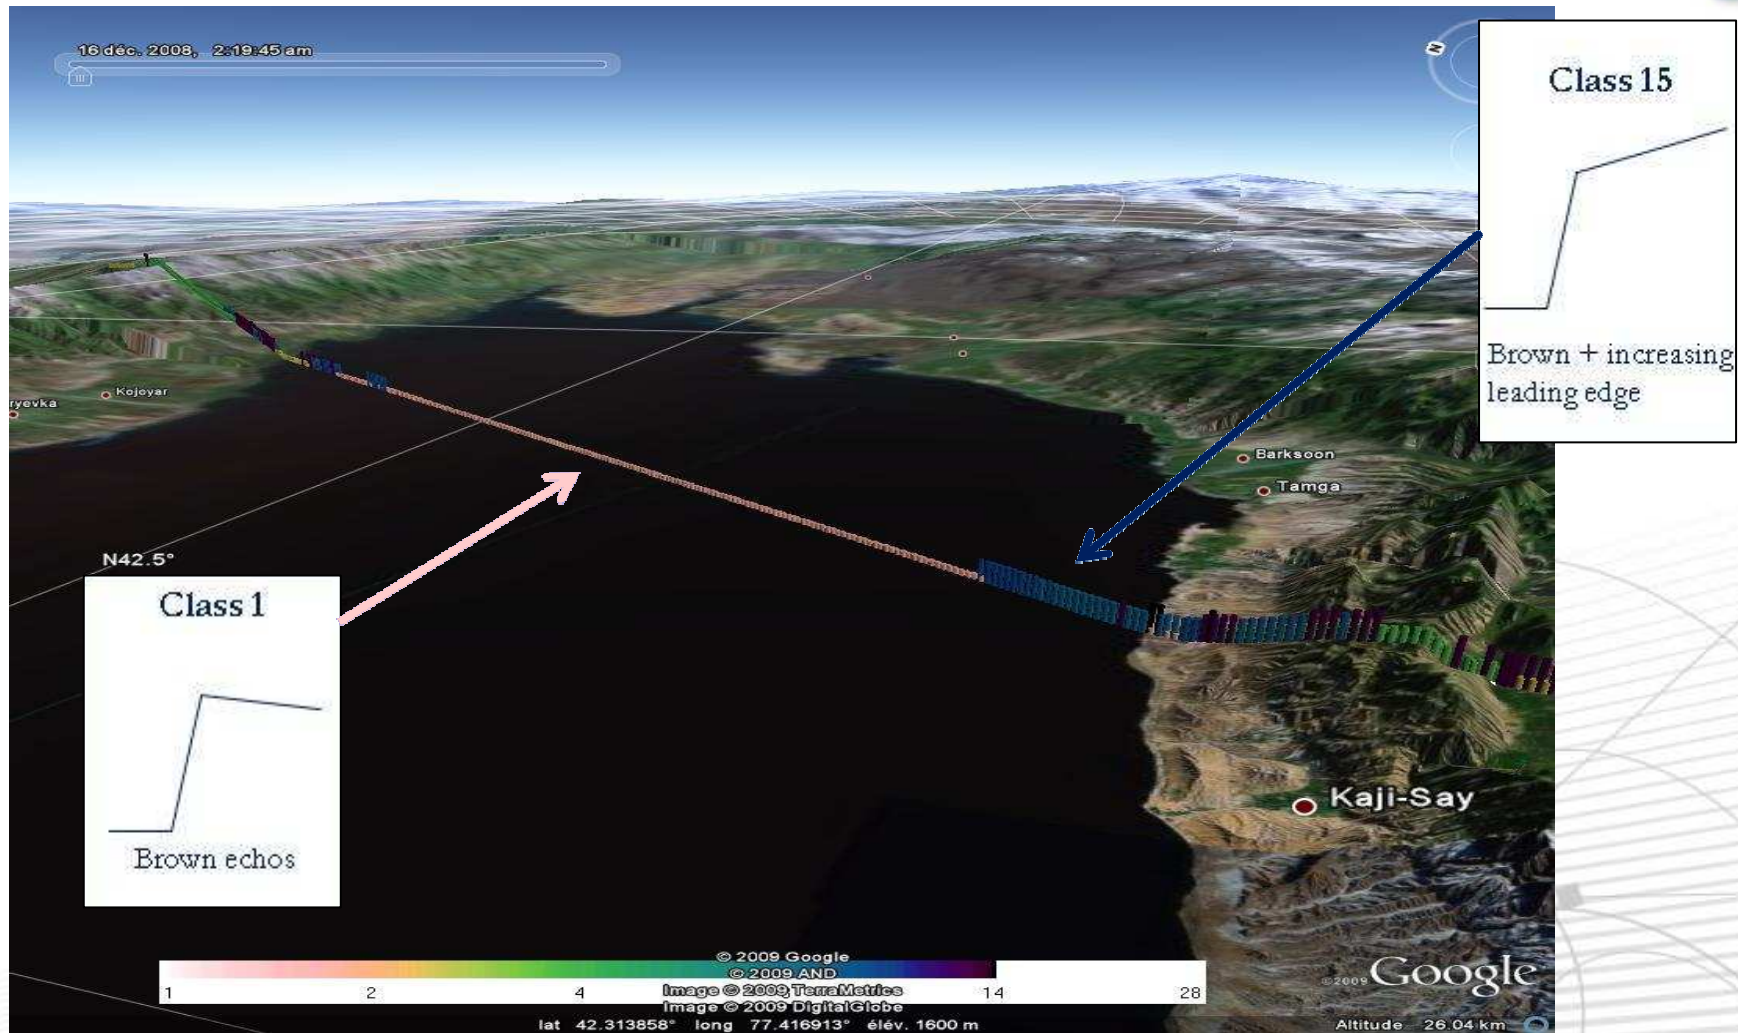 16 déc. 2008, 2:19:45 am
N
Class 15
Brown + increasing
leading edge
Kojoyar
ryevka
Barksoon
Tamga
N42.5°
Class 1
Brown echos
Kaji-Say
© 2009 Google
© 2009 AND
Image © 2009 TerraMetrics
Image © 2009 DigitalGlobe
1 2 4 14 28
©2009 Google
lat 42.313858° long 77.416913° élév. 1600 m
Altitude 26.04 km